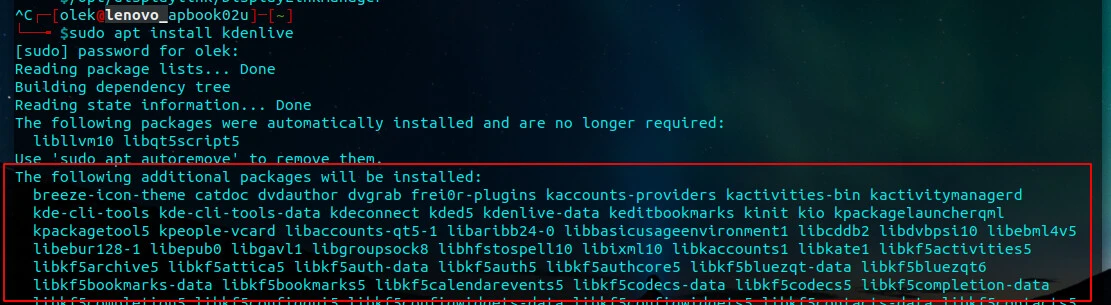 ^C┌─[olek@lenovo_apbook02u]─[~]
└──╼ $sudo apt install kdenlive
[sudo] password for olek:
Reading package lists... Done
Building dependency tree
Reading state information... Done
The following packages were automatically installed and are no longer required:
libllvm10 libqt5script5
Use 'sudo apt autoremove' to remove them.
The following additional packages will be installed:
breeze-icon-theme catdoc dvdauthor dvgrab frei0r-plugins kaccounts-providers kactivities-bin kactivitymanagerd
kde-cli-tools kde-cli-tools-data kdeconnect kded5 kdenlive-data keditbookmarks kinit kio kpackagelauncherqml
kpackagetool5 kpeople-vcard libaccounts-qt5-1 libaribb24-0 libbasicusageenvironment1 libcddb2 libdvbpsi10 libebml4v5
libebur128-1 libepub0 libgavl1 libgroupsock8 libhfstospell10 libixml10 libkaccounts1 libkate1 libkf5activities5
libkf5archive5 libkf5attica5 libkf5auth-data libkf5auth5 libkf5authcore5 libkf5bluezqt-data libkf5bluezqt6
libkf5bookmarks-data libkf5bookmarks5 libkf5calendarevents5 libkf5codecs-data libkf5codecs5 libkf5completion-data